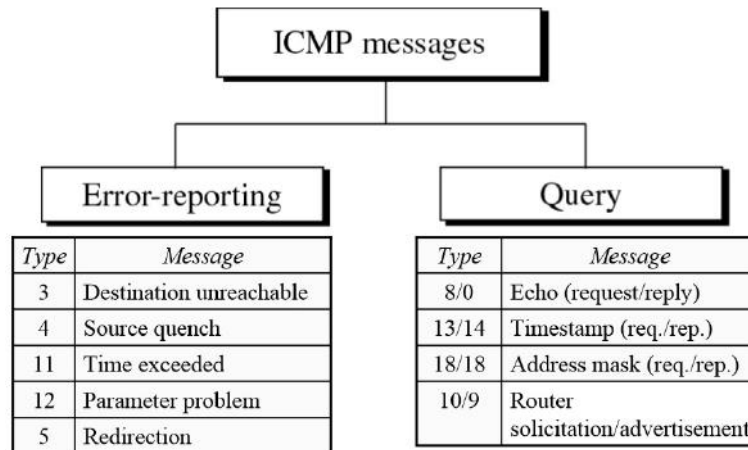 ICMP messages
Error-reporting
Query
Type Message
3 Destination unreachable
4 Source quench
11 Time exceeded
12 Parameter problem
5 Redirection
Type Message
8/0 Echo (request/reply)
13/14 Timestamp (req./rep.)
18/18 Address mask (req./rep.)
10/9 Router
solicitation/advertisement